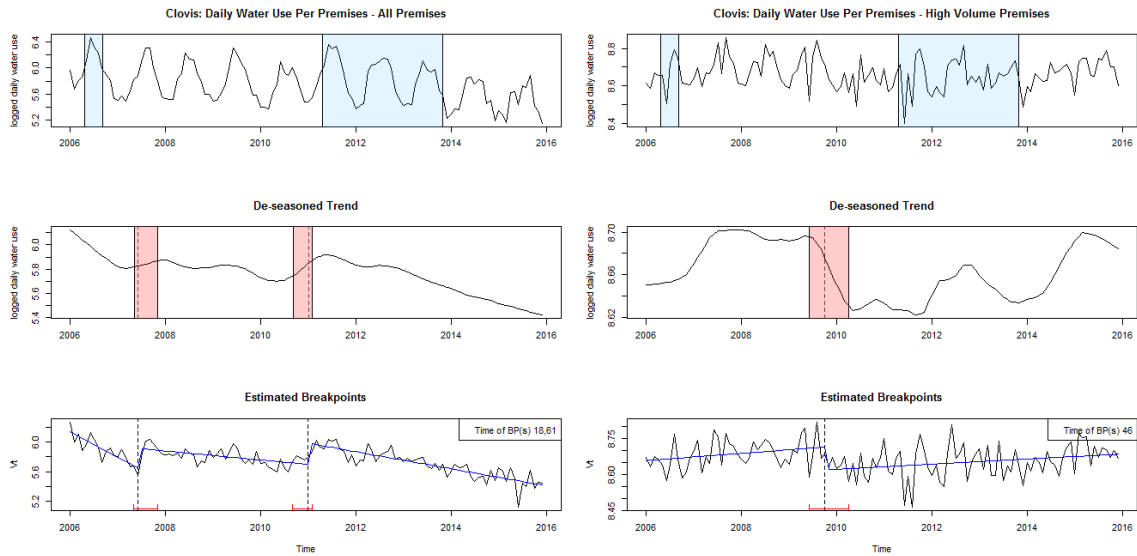 Clovis: Daily Water Use Per Premises - All Premises
logged daily water use
5.2 5.6 6.0 6.4
2006 2008 2010 2012 2014 2016
De-seasoned Trend
logged daily water use
5.4 5.6 5.8 6.0
2006 2008 2010 2012 2014 2016
Estimated Breakpoints
Time of BP(s) 18,61
Vt
5.2 5.6 6.0
2006 2008 2010 2012 2014 2016
Time
Clovis: Daily Water Use Per Premises - High Volume Premises
logged daily water use
8.4 8.6 8.8
2006 2008 2010 2012 2014 2016
De-seasoned Trend
logged daily water use
8.62 8.66 8.70
2006 2008 2010 2012 2014 2016
Estimated Breakpoints
Time of BP(s) 46
Vt
8.45 8.60 8.75
2006 2008 2010 2012 2014 2016
Time